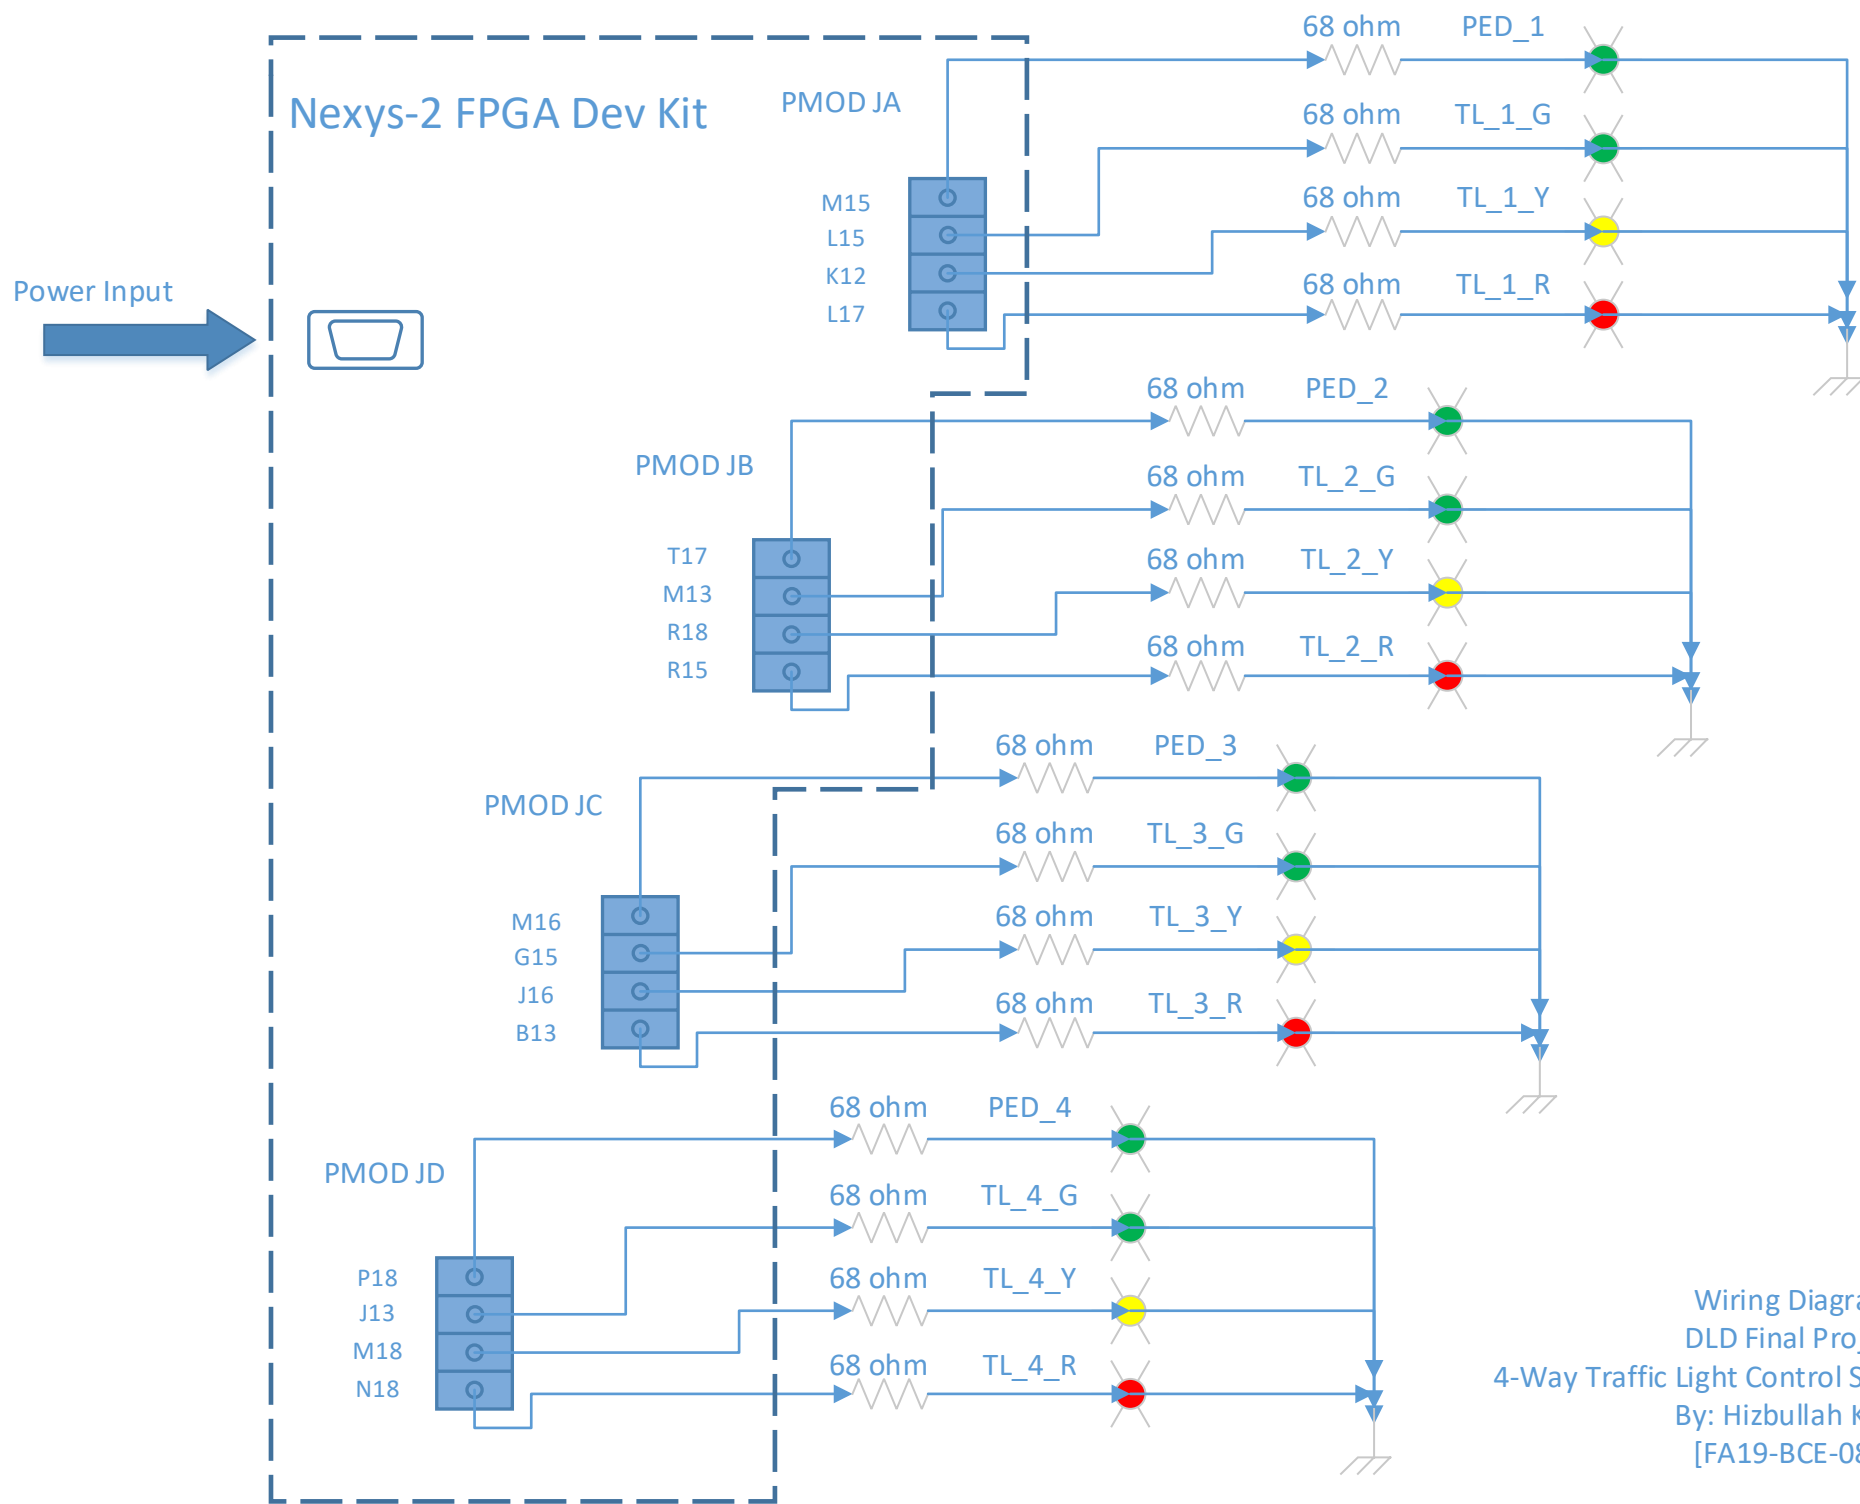 68 ohm PED_1
Nexys-2 FPGA Dev Kit
PMOD JA
68 ohm TL_1_G
M15
68 ohm TL_1_Y
L15
K12
68 ohm TL_1_R
L17
Power Input
68 ohm PED_2
PMOD JB
68 ohm TL_2_G
T17
68 ohm TL_2_Y
M13
R18
68 ohm TL_2_R
R15
68 ohm PED_3
PMOD JC
68 ohm TL_3_G
M16
68 ohm TL_3_Y
G15
J16
68 ohm TL_3_R
B13
68 ohm PED_4
PMOD JD
68 ohm TL_4_G
P18
68 ohm TL_4_Y
J13
M18
68 ohm TL_4_R
N18
Wiring
DLD Final
4-Way Traffic Light Control
By: Hizbullah